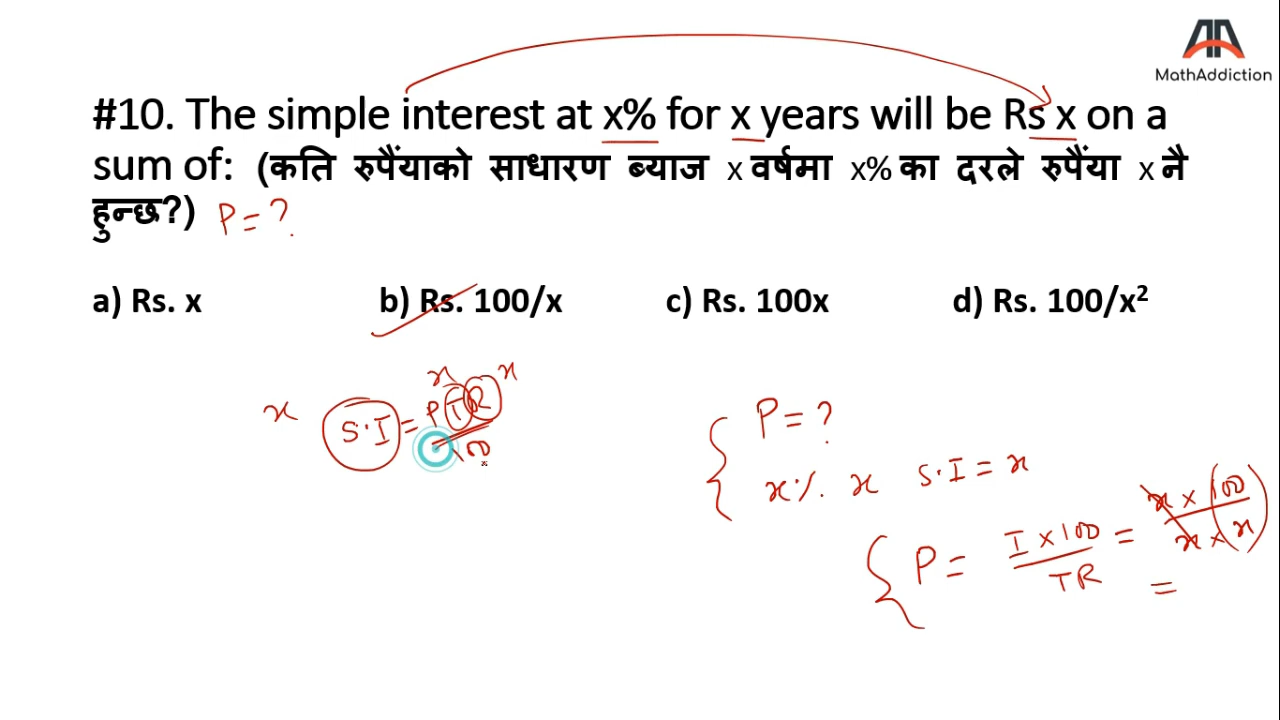 MathAddiction
#10. The simple interest at x% for x years will be Rs x on a
sum of: (कति रुपैंयाको साधारण ब्याज x वर्षमा x% का दरले रुपैंया x नै
हुन्छ?) P = ?
a) Rs. x b) Rs. 100/x c) Rs. 100x d) Rs. 100/x²
x S.I = PTR/100 x x
P = ?
x% x S.I = x
P = I × 100 / TR = x × 100 / x × x
=